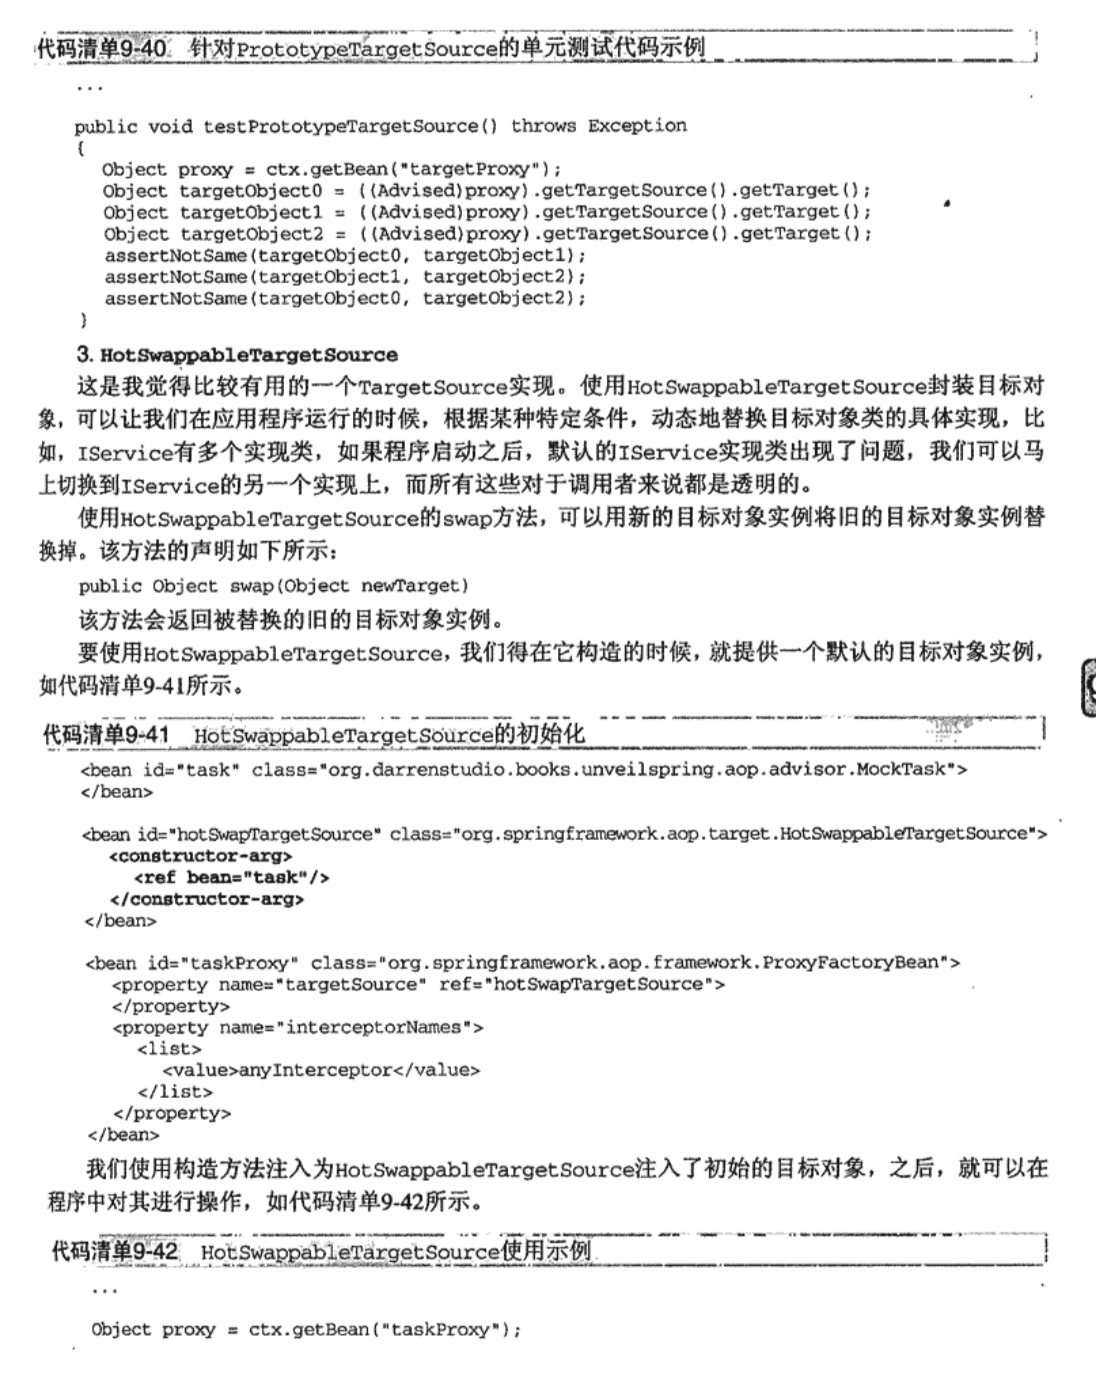 代码清单9-40 针对PrototypeTargetSource的单元测试代码示例
...
public void testPrototypeTargetSource() throws Exception
{
Object proxy = ctx.getBean("targetProxy");
Object targetObject0 = ((Advised)proxy).getTargetSource().getTarget();
Object targetObject1 = ((Advised)proxy).getTargetSource().getTarget();
Object targetObject2 = ((Advised)proxy).getTargetSource().getTarget();
assertNotSame(targetObject0, targetObject1);
assertNotSame(targetObject1, targetObject2);
assertNotSame(targetObject0, targetObject2);
}
3. HotSwappableTargetSource
这是我觉得比较有用的一个TargetSource实现。使用HotSwappableTargetSource封装目标对
象，可以让我们在应用程序运行的时候，根据某种特定条件，动态地替换目标对象类的具体实现，比
如，IService有多个实现类，如果程序启动之后，默认的IService实现类出现了问题，我们可以马
上切换到IService的另一个实现上，而所有这些对于调用者来说都是透明的。
使用HotSwappableTargetSource的swap方法，可以用新的目标对象实例将旧的目标对象实例替
换掉。该方法的声明如下所示：
public Object swap(Object newTarget)
该方法会返回被替换的旧的目标对象实例。
要使用HotSwappableTargetSource，我们得在它构造的时候，就提供一个默认的目标对象实例，
如代码清单9-41所示。
代码清单9-41 HotSwappableTargetSource的初始化
<bean id="task" class="org.darrenstudio.books.unveilspring.aop.advisor.MockTask">
</bean>
<bean id="hotSwapTargetSource" class="org.springframework.aop.target.HotSwappableTargetSource">
<constructor-arg>
<ref bean="task"/>
</constructor-arg>
</bean>
<bean id="taskProxy" class="org.springframework.aop.framework.ProxyFactoryBean">
<property name="targetSource" ref="hotSwapTargetSource">
</property>
<property name="interceptorNames">
<list>
<value>anyInterceptor</value>
</list>
</property>
</bean>
我们使用构造方法注入为HotSwappableTargetSource注入了初始的目标对象，之后，就可以在
程序中对其进行操作，如代码清单9-42所示。
代码清单9-42 HotSwappableTargetSource使用示例
...
Object proxy = ctx.getBean("taskProxy");